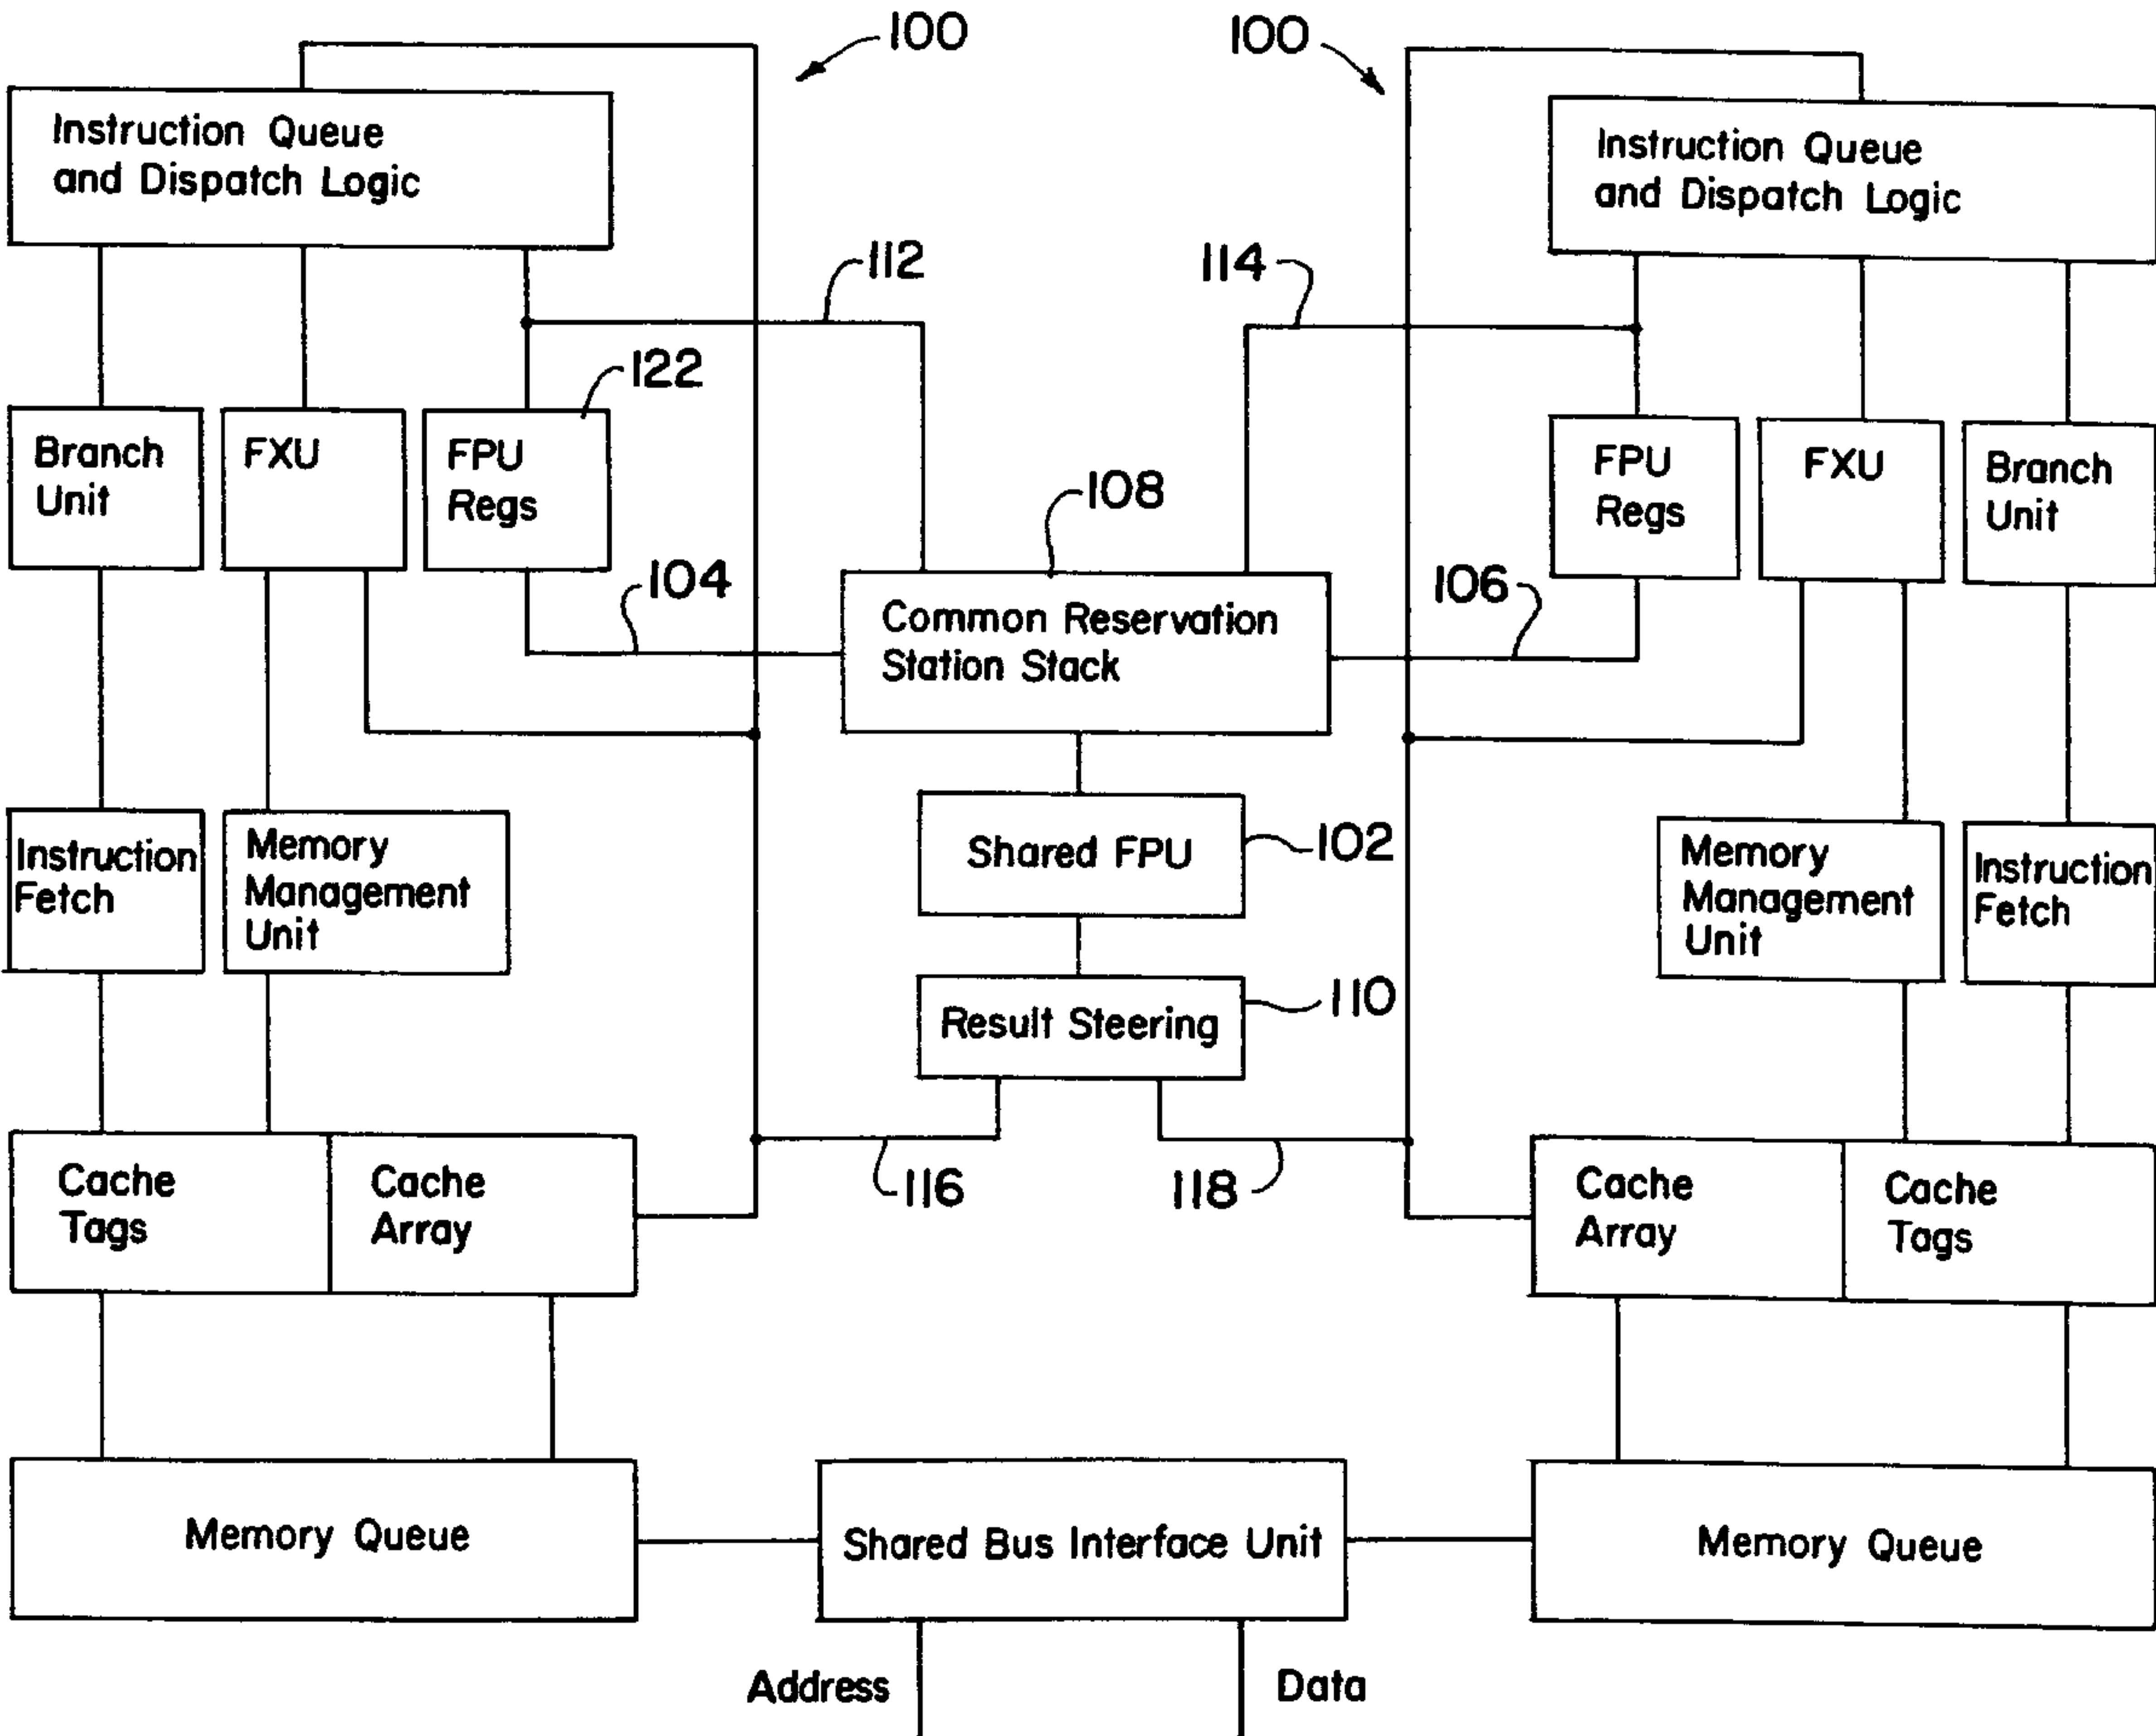 100
100
Instruction Queue
and Dispatch Logic
Instruction Queue
and Dispatch Logic
112
114
122
Branch
Unit
FXU
FPU
Regs
FPU
Regs
FXU
Branch
Unit
108
104
106
Common Reservation
Station Stack
Instruction
Fetch
Memory
Management
Unit
Shared FPU
102
Memory
Management
Unit
Instruction
Fetch
Result Steering
110
116
118
Cache
Tags
Cache
Array
Cache
Array
Cache
Tags
Memory Queue
Shared Bus Interface Unit
Memory Queue
Address
Data